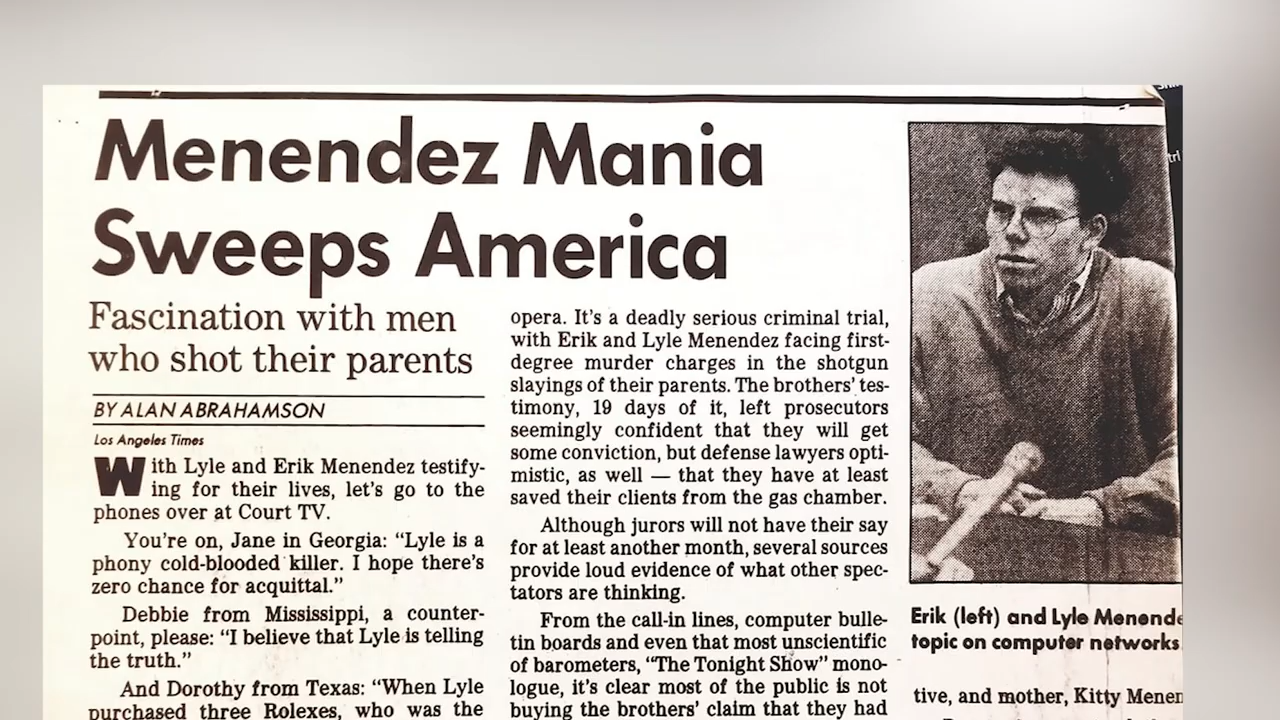 Menendez Mania
Sweeps America
Fascination with men
who shot their parents
BY ALAN ABRAHAMSON
Los Angeles Times
With Lyle and Erik Menendez testify-
ing for their lives, let's go to the
phones over at Court TV.
You're on, Jane in Georgia: “Lyle is a
phony cold-blooded killer. I hope there's
zero chance for acquittal.”
Debbie from Mississippi, a counter-
point, please: “I believe that Lyle is telling
the truth.”
And Dorothy from Texas: “When Lyle
purchased three Rolexes, who was the
opera. It's a deadly serious criminal trial,
with Erik and Lyle Menendez facing first-
degree murder charges in the shotgun
slayings of their parents. The brothers' tes-
timony, 19 days of it, left prosecutors
seemingly confident that they will get
some conviction, but defense lawyers opti-
mistic, as well — that they have at least
saved their clients from the gas chamber.
Although jurors will not have their say
for at least another month, several sources
provide loud evidence of what other spec-
tators are thinking.
From the call-in lines, computer bulle-
tin boards and even that most unscientific
of barometers, “The Tonight Show” mono-
logue, it's clear most of the public is not
buying the brothers' claim that they had
Erik (left) and Lyle Menende
topic on computer networks
tive, and mother, Kitty Menen